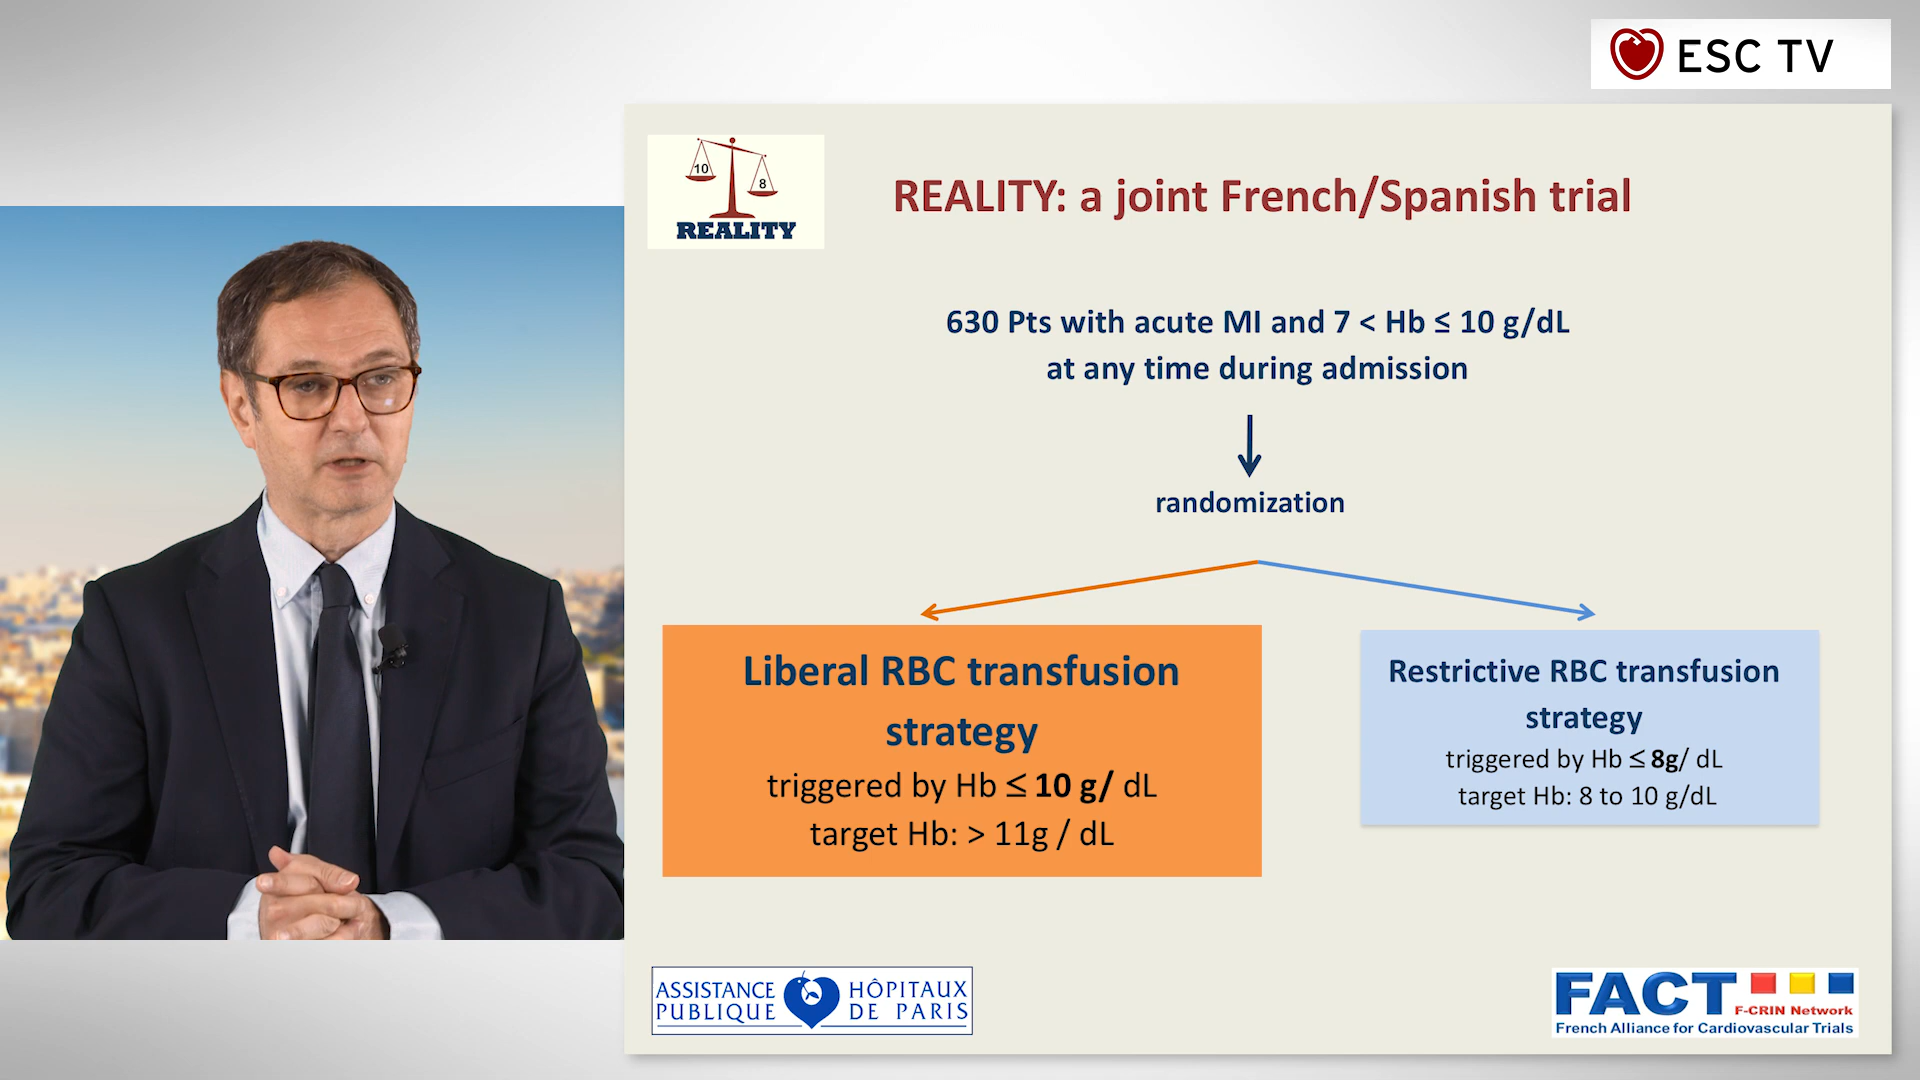 ESC TV
10
8
REALITY
REALITY: a joint French/Spanish trial
630 Pts with acute MI and 7 < Hb ≤ 10 g/dL
at any time during admission
randomization
Liberal RBC transfusion
strategy
triggered by Hb ≤ 10 g/ dL
target Hb: > 11g / dL
Restrictive RBC transfusion
strategy
triggered by Hb ≤ 8g/ dL
target Hb: 8 to 10 g/dL
ASSISTANCE HÔPITAUX
PUBLIQUE DE PARIS
FACT
F-CRIN Network
French Alliance for Cardiovascular Trials